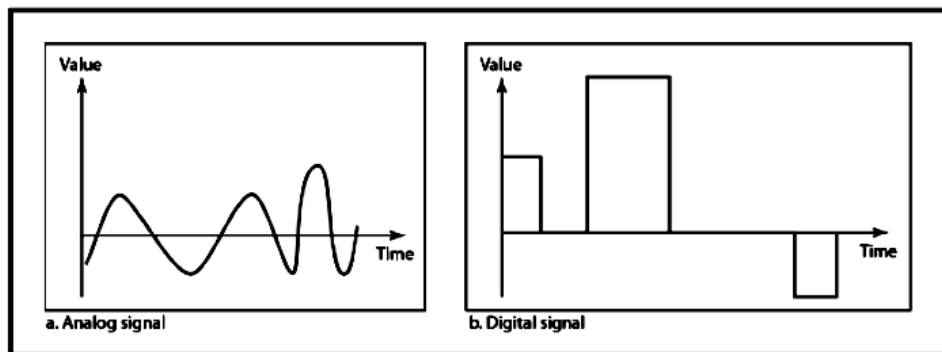 Value
Time
a. Analog signal
Value
Time
b. Digital signal